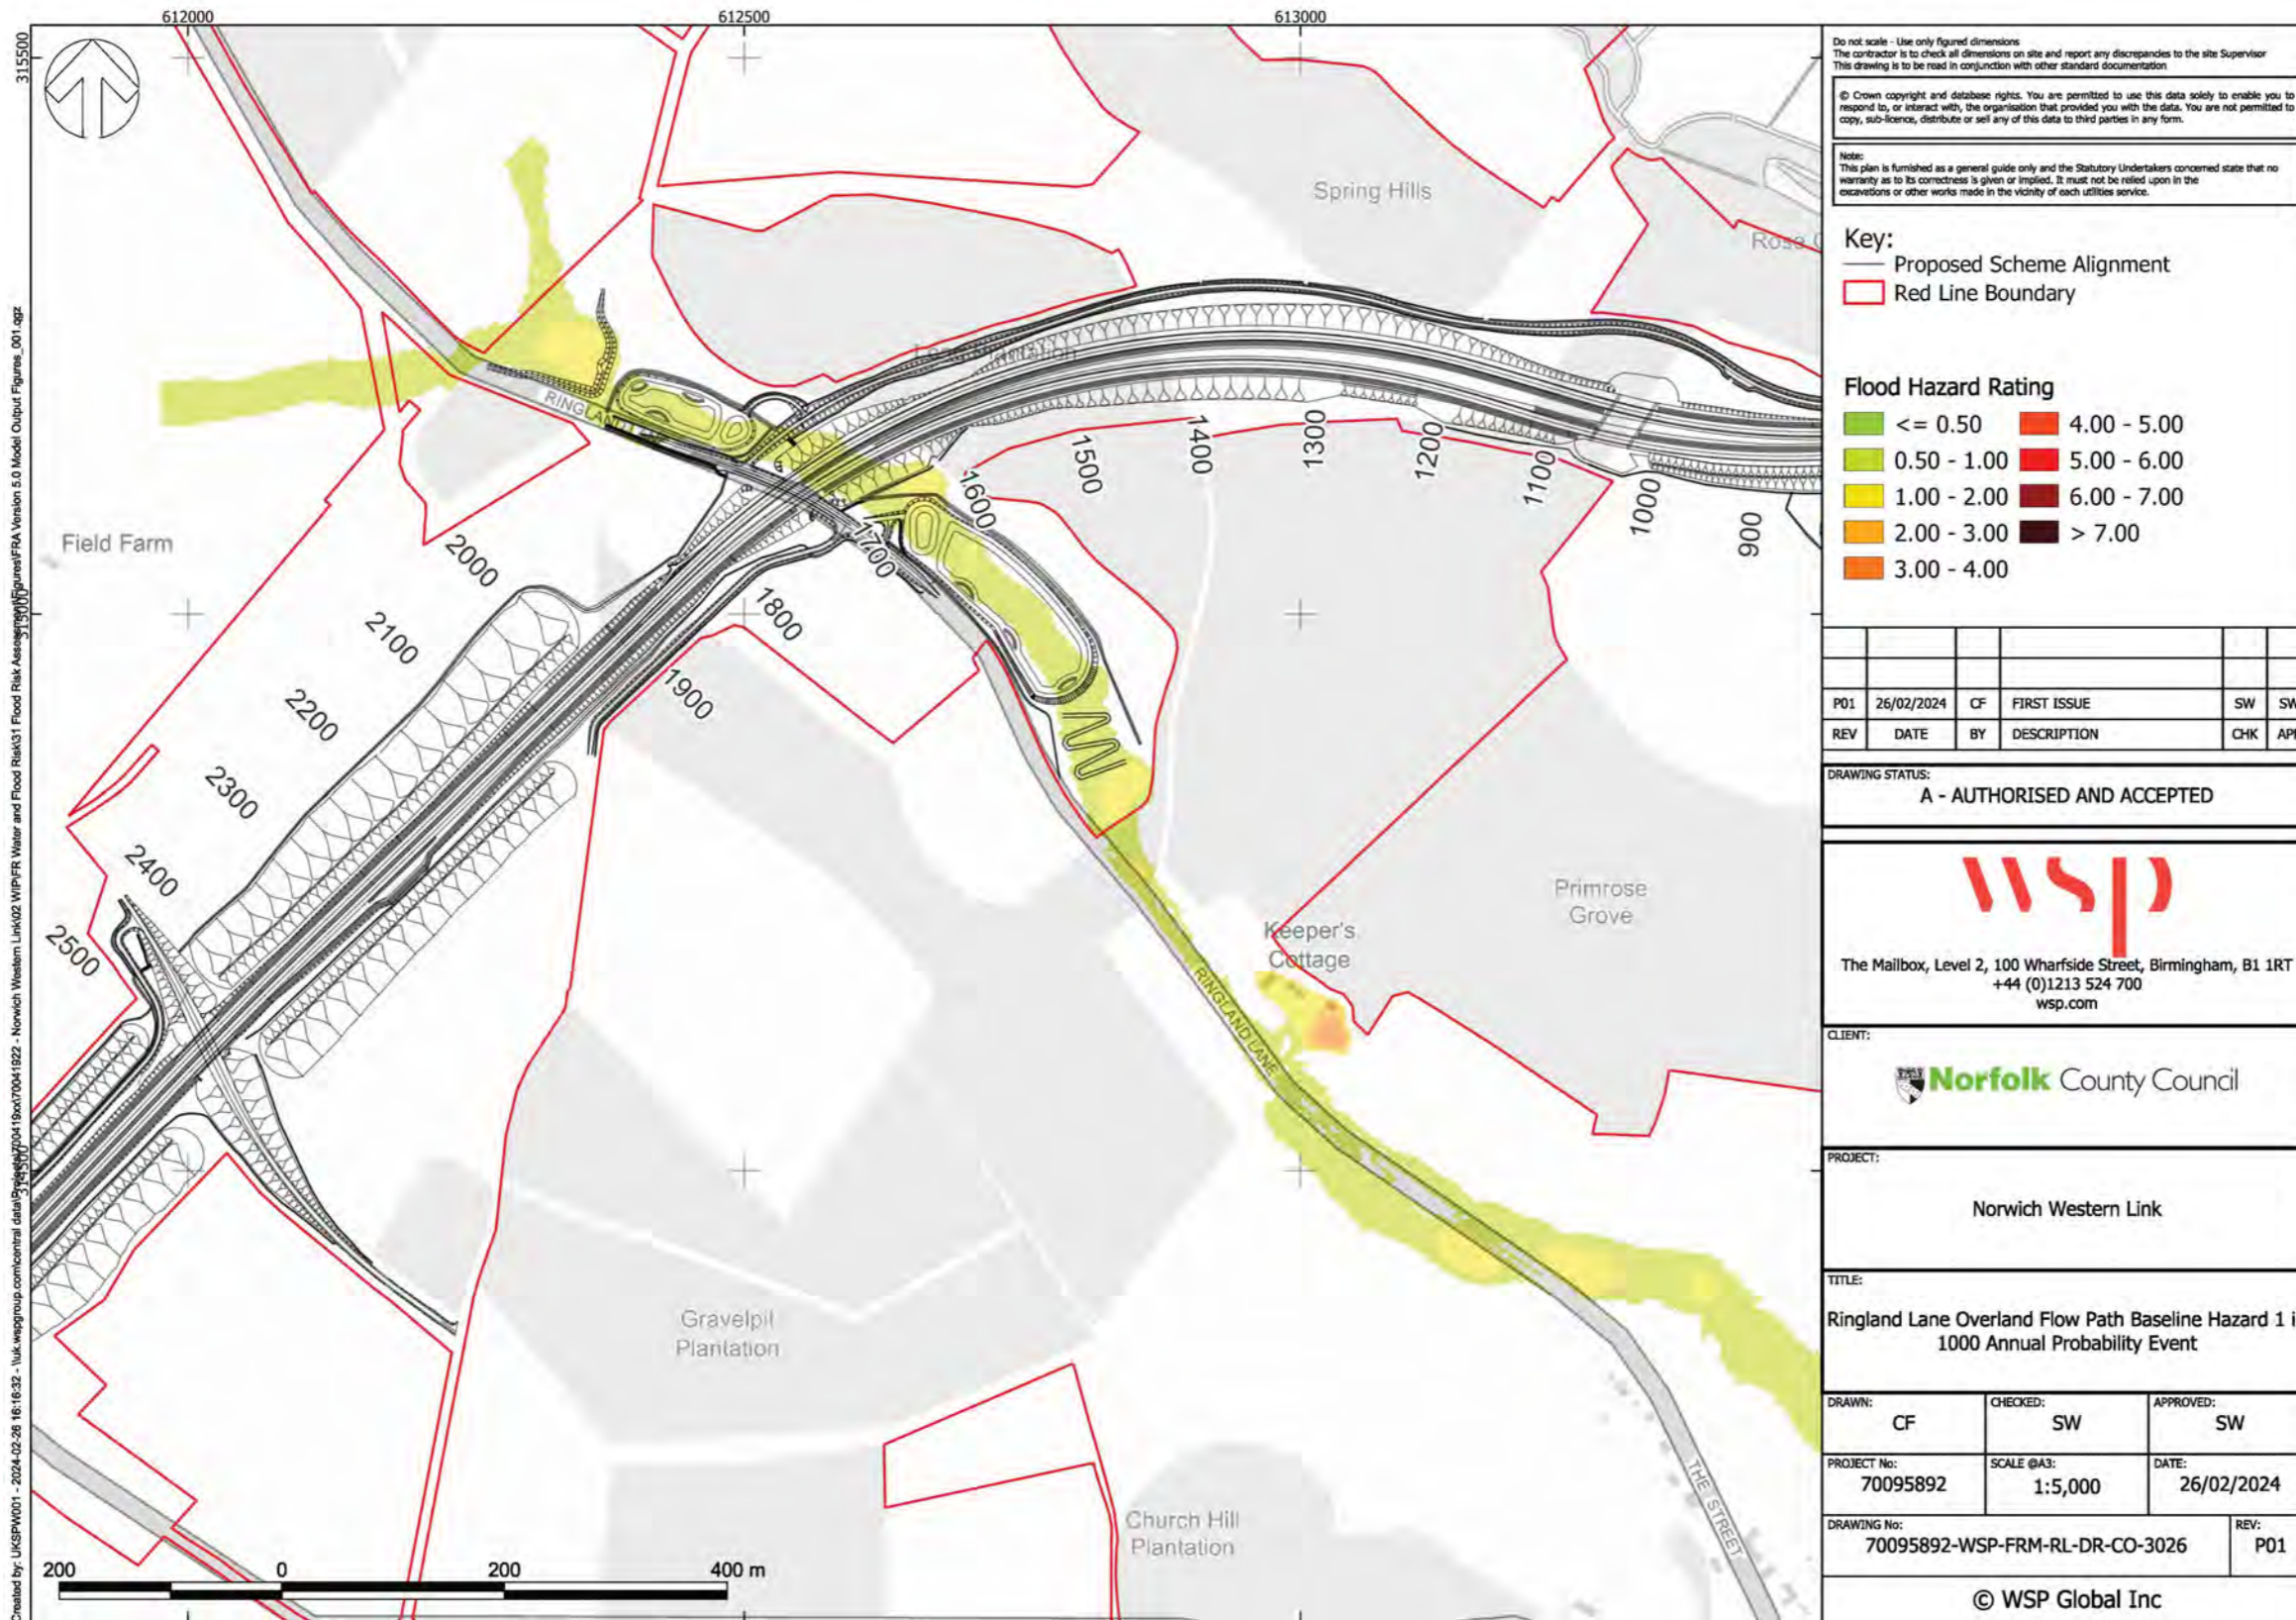 612000
612500
613000
315500
Do not scale - Use only figured dimensions
The contractor is to check all dimensions on site and report any discrepancies to the site Supervisor
This drawing is to be read in conjunction with other standard documentation
© Crown copyright and database rights. You are permitted to use this data solely to enable you to
respond to, or interact with, the organisation that provided you with the data. You are not permitted to
copy, sub-licence, distribute or sell any of this data to third parties in any form.
Note:
This plan is furnished as a general guide only and the Statutory Undertakers concerned state that no
warranty as to its correctness is given or implied. It must not be relied upon in the
excavations or other works made in the vicinity of each utilities service.
Key:
Proposed Scheme Alignment
Red Line Boundary
Flood Hazard Rating
<= 0.50
0.50 - 1.00
1.00 - 2.00
2.00 - 3.00
3.00 - 4.00
4.00 - 5.00
5.00 - 6.00
6.00 - 7.00
> 7.00
Spring Hills
Field Farm
RINGLAND
1500
1400
1300
1200
1100
1000
900
1600
1700
1800
1900
2000
2100
2200
2300
2400
2500
Primrose
Grove
Keeper's
Cottage
RINGLAND LANE
Gravelpit
Plantation
Church Hill
Plantation
THE STREET
200 0 200 400 m
P01 26/02/2024 CF FIRST ISSUE SW SW
REV DATE BY DESCRIPTION CHK
DRAWING STATUS:
A - AUTHORISED AND ACCEPTED
wsp
The Mailbox, Level 2, 100 Wharfside Street, Birmingham, B1 1RT
+44 (0)1213 524 700
wsp.com
CLIENT:
Norfolk County Council
PROJECT:
Norwich Western Link
TITLE:
Ringland Lane Overland Flow Path Baseline Hazard 1 i
1000 Annual Probability Event
DRAWN: CHECKED: APPROVED:
CF SW SW
PROJECT No: SCALE @A3: DATE:
70095892 1:5,000 26/02/2024
DRAWING No: REV:
70095892-WSP-FRM-RL-DR-CO-3026 P01
© WSP Global Inc